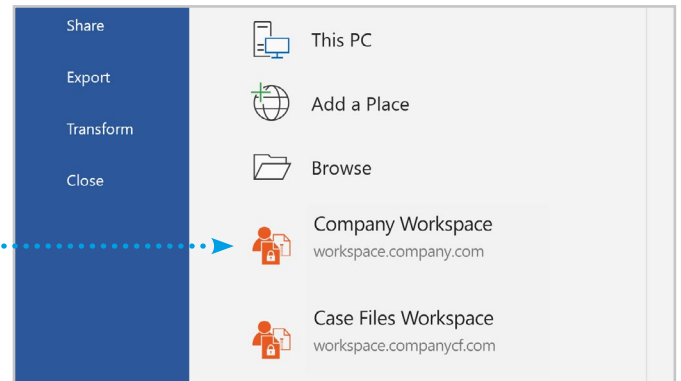 Share
Export
Transform
Close
This PC
Add a Place
Browse
Company Workspace
workspace.company.com
Case Files Workspace
workspace.companycf.com